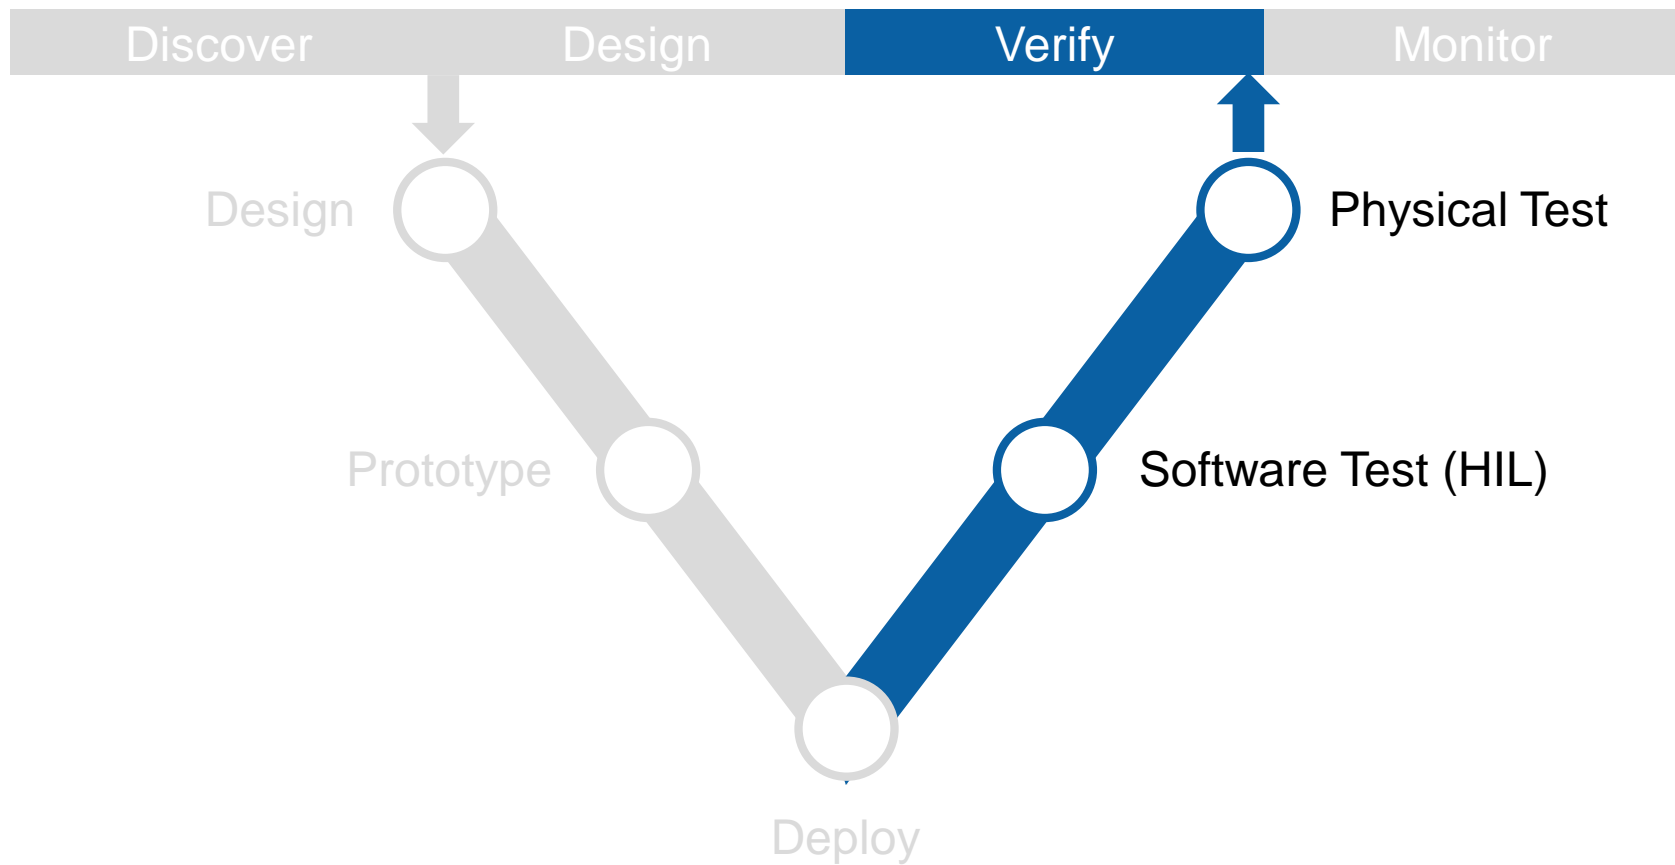 Discover
Design
Verify
Monitor
Design
Physical Test
Prototype
Software Test (HIL)
Deploy